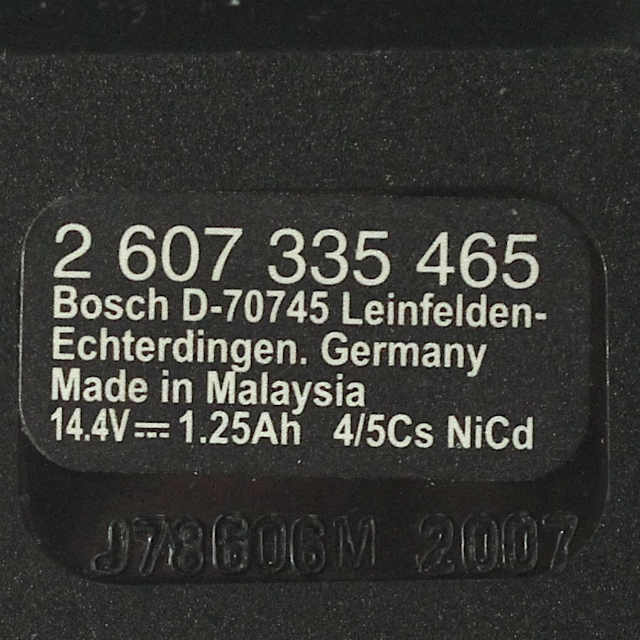 2 607 335 465
Bosch D-70745 Leinfelden-
Echterdingen. Germany
Made in Malaysia
14.4V⎓ 1.25Ah 4/5Cs NiCd
J78606M 2007